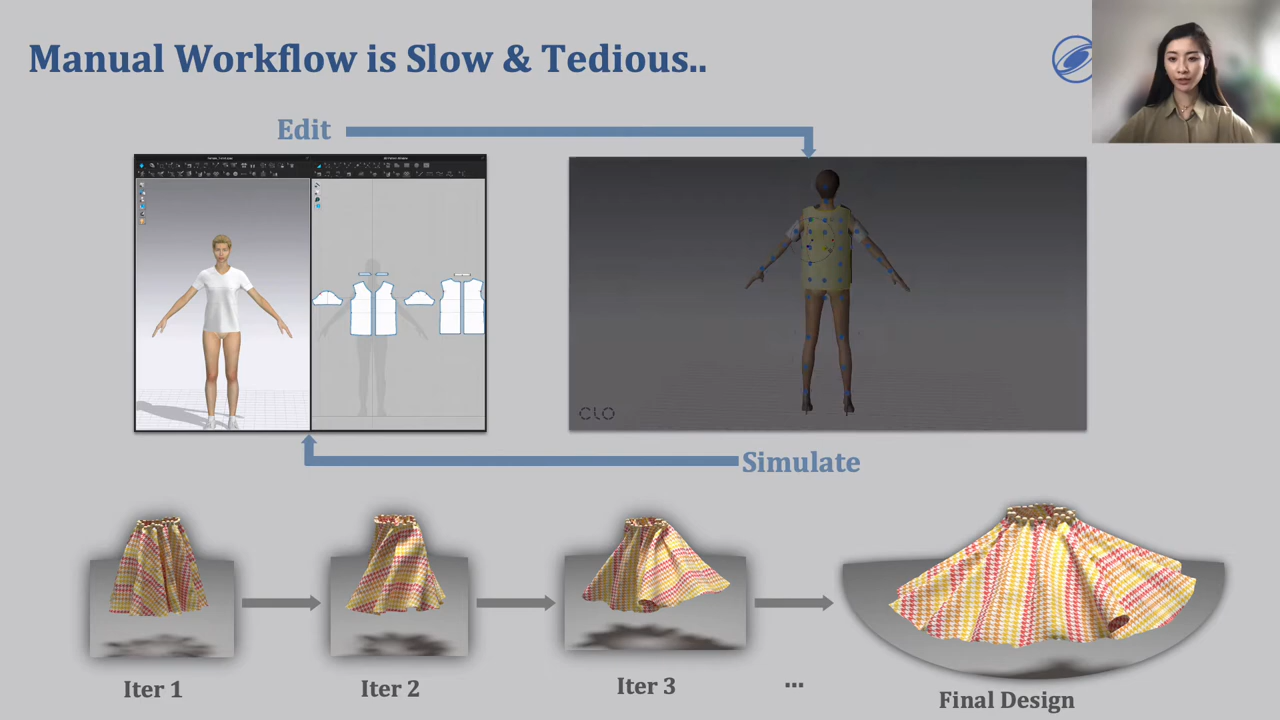 Manual Workflow is Slow & Tedious..
Edit
CLO
Simulate
Iter 1
Iter 2
Iter 3
...
Final Design